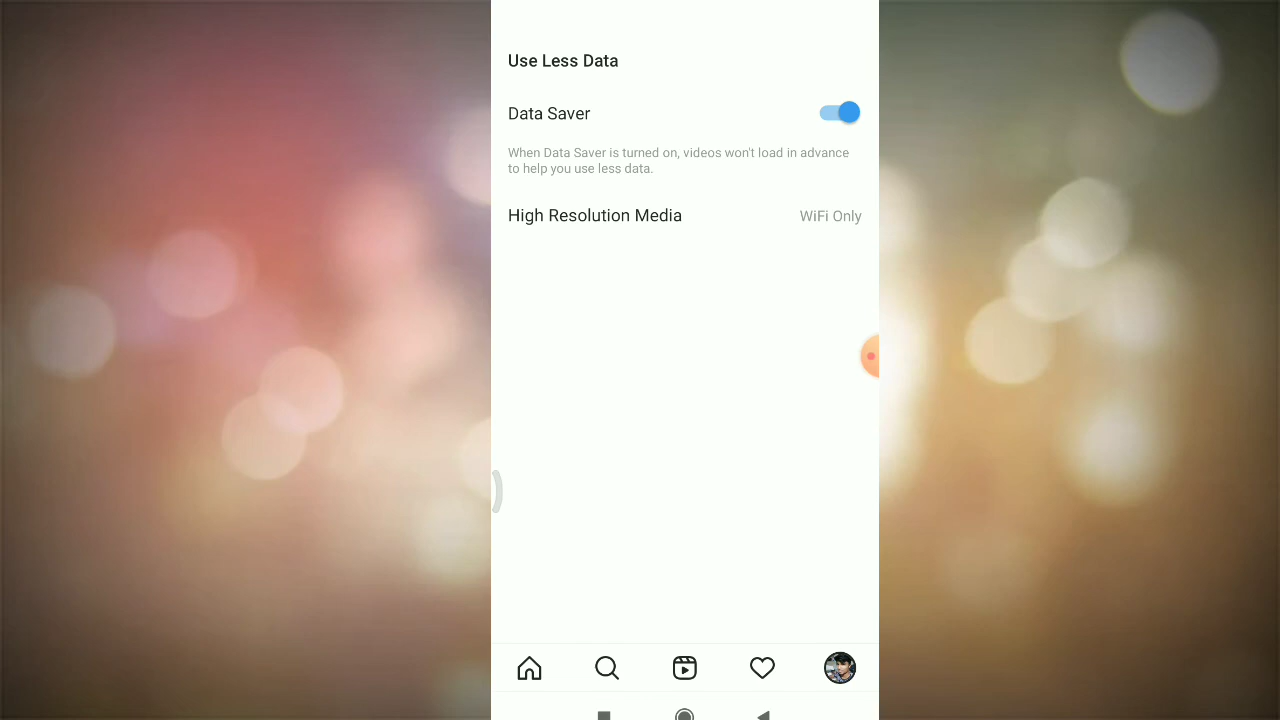 Use Less Data
Data Saver
When Data Saver is turned on, videos won't load in advance
to help you use less data.
High Resolution Media WiFi Only